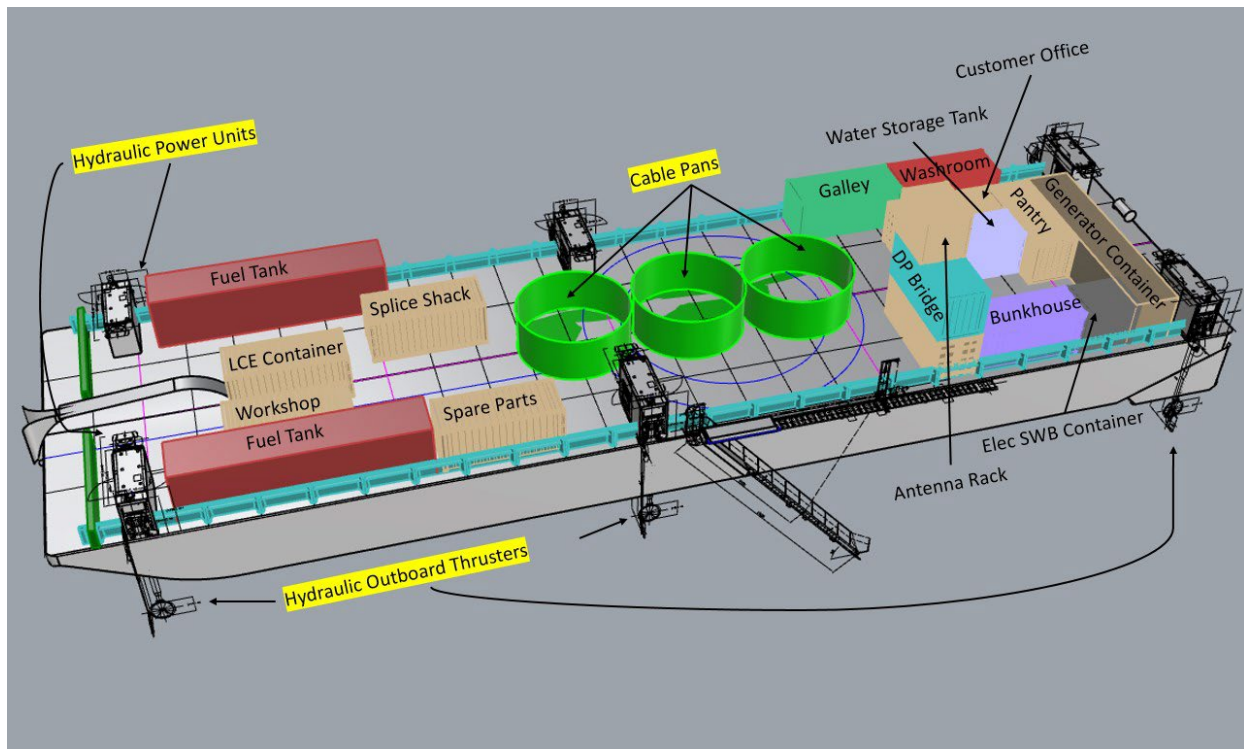 Customer Office
Water Storage Tank
Hydraulic Power Units
Cable Pans
Galley
Washroom
Pantry
Generator Container
Fuel Tank
Splice Shack
DP Bridge
Bunkhouse
LCE Container
Workshop
Fuel Tank
Spare Parts
Elec SWB Container
Antenna Rack
Hydraulic Outboard Thrusters